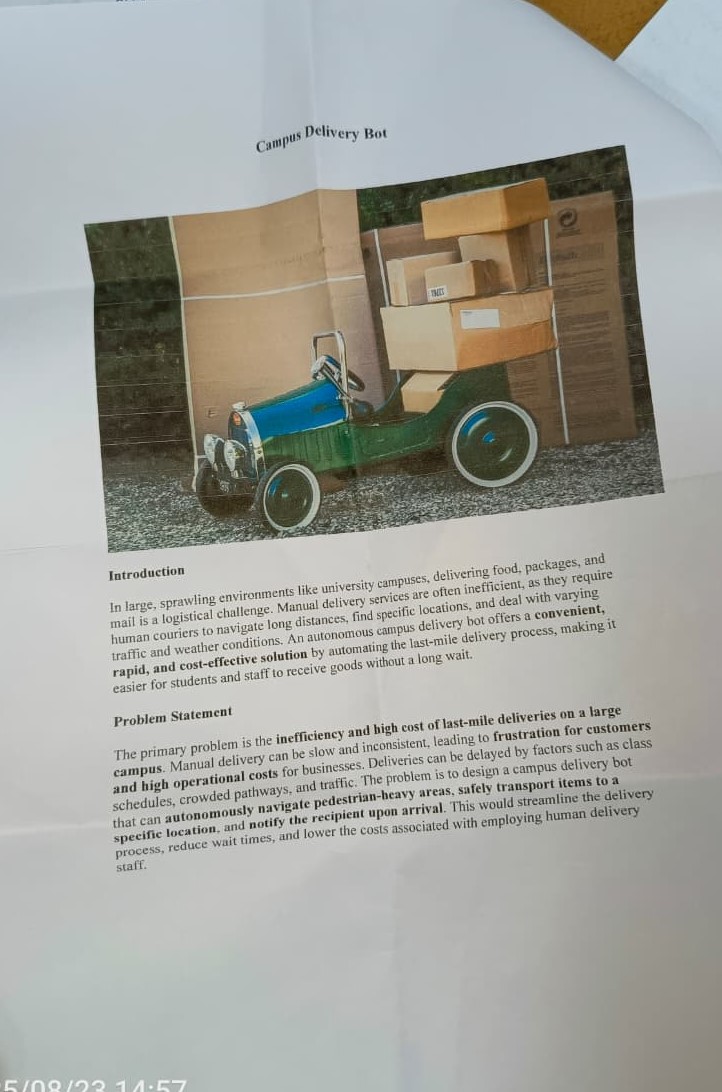 Campus Delivery Bot
Introduction
In large, sprawling environments like university campuses, delivering food, packages, and
mail is a logistical challenge. Manual delivery services are often inefficient, as they require
human couriers to navigate long distances, find specific locations, and deal with varying
traffic and weather conditions. An autonomous campus delivery bot offers a convenient,
rapid, and cost-effective solution by automating the last-mile delivery process, making it
easier for students and staff to receive goods without a long wait.
Problem Statement
The primary problem is the inefficiency and high cost of last-mile deliveries on a large
campus. Manual delivery can be slow and inconsistent, leading to frustration for customers
and high operational costs for businesses. Deliveries can be delayed by factors such as class
schedules, crowded pathways, and traffic. The problem is to design a campus delivery bot
that can autonomously navigate pedestrian-heavy areas, safely transport items to a
specific location, and notify the recipient upon arrival. This would streamline the delivery
process, reduce wait times, and lower the costs associated with employing human delivery
staff.
5/08/23 14:57